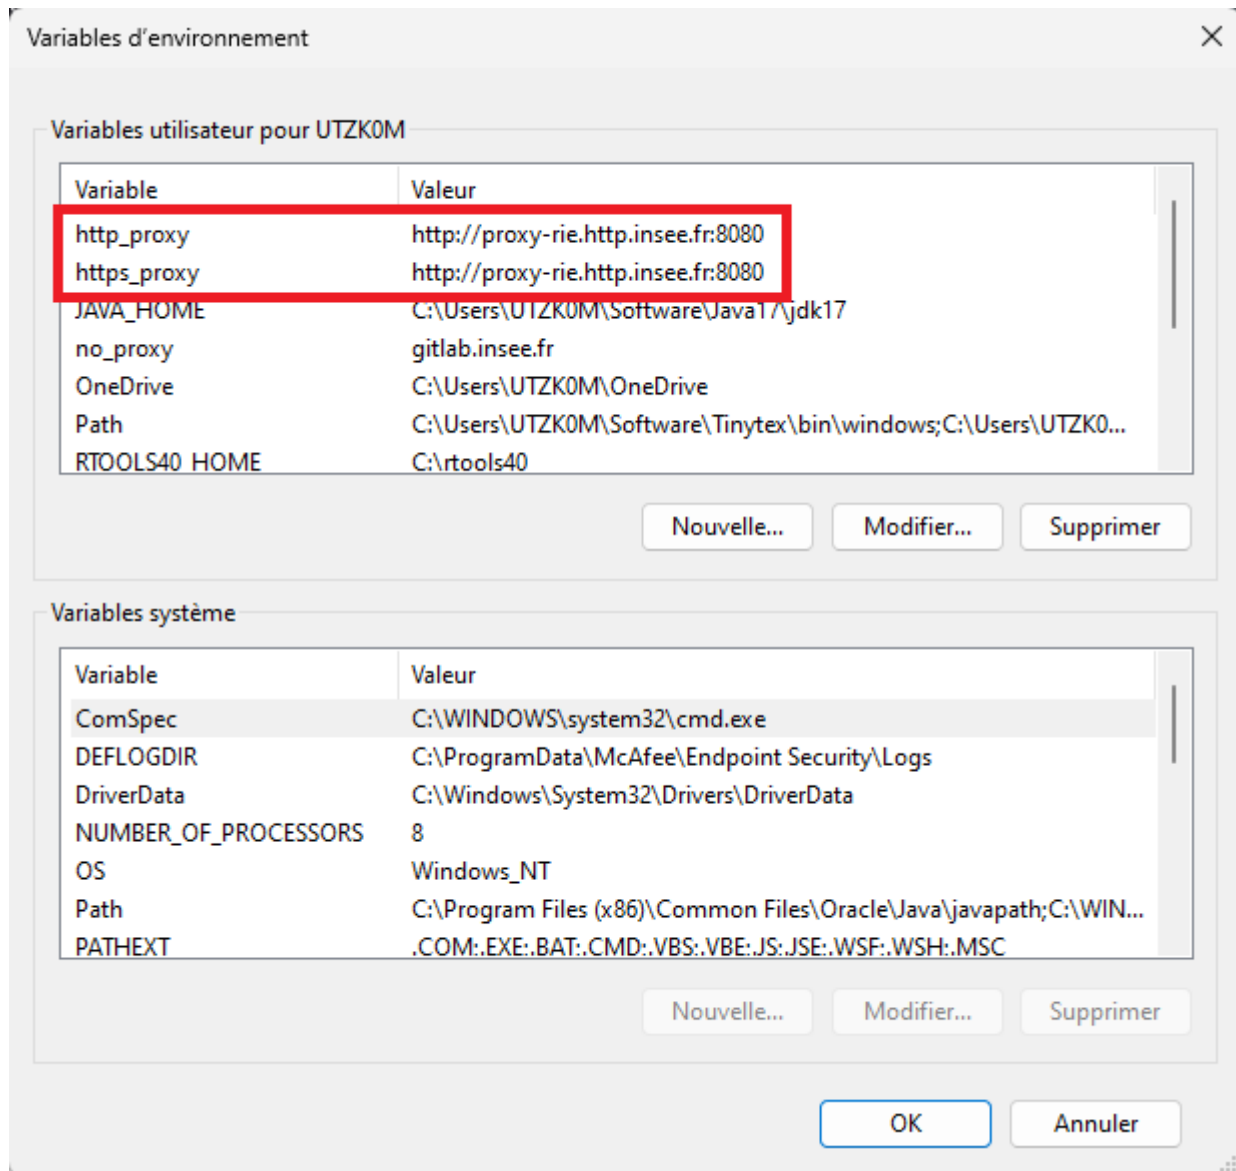 Variables d'environnement
Variables utilisateur pour UTZK0M
Variable Valeur
http_proxy http://proxy-rie.http.insee.fr:8080
https_proxy http://proxy-rie.http.insee.fr:8080
JAVA_HOME C:\Users\UTZK0M\Software\Java17\jdk17
no_proxy gitlab.insee.fr
OneDrive C:\Users\UTZK0M\OneDrive
Path C:\Users\UTZK0M\Software\Tinytex\bin\windows;C:\Users\UTZK0...
RTOOLS40_HOME C:\rtools40
Nouvelle... Modifier... Supprimer
Variables système
Variable Valeur
ComSpec C:\WINDOWS\system32\cmd.exe
DEFLOGDIR C:\ProgramData\McAfee\Endpoint Security\Logs
DriverData C:\Windows\System32\Drivers\DriverData
NUMBER_OF_PROCESSORS 8
OS Windows_NT
Path C:\Program Files (x86)\Common Files\Oracle\Java\javapath;C:\WIN...
PATHEXT .COM;.EXE;.BAT;.CMD;.VBS;.VBE;.JS;.JSE;.WSF;.WSH;.MSC
Nouvelle... Modifier... Supprimer
OK Annuler